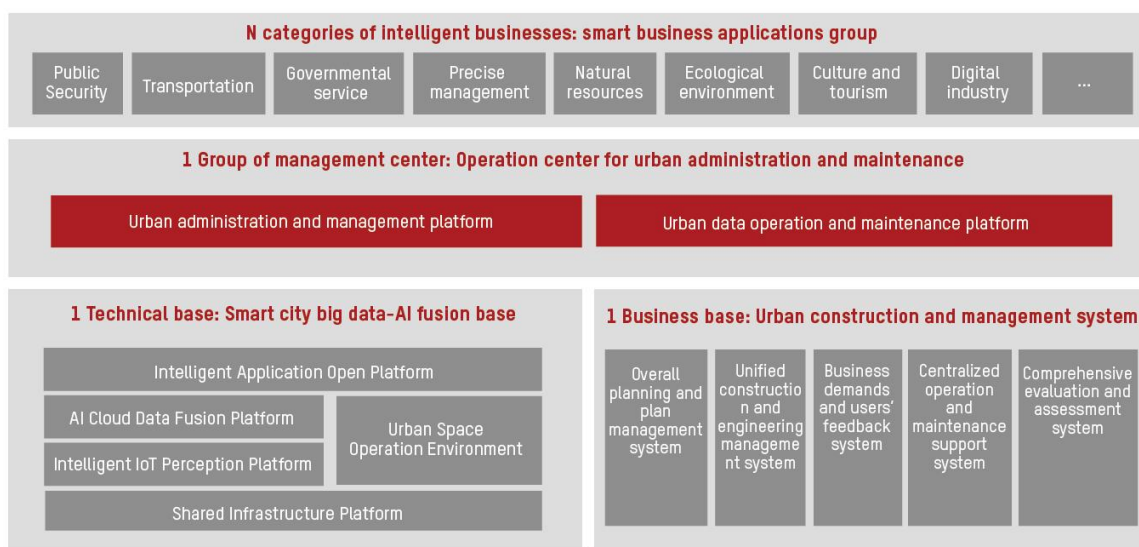 N categories of intelligent businesses: smart business applications group
Public
Security
Transportation
Governmental
service
Precise
management
Natural
resources
Ecological
environment
Culture and
tourism
Digital
industry
...
1 Group of management center: Operation center for urban administration and maintenance
Urban administration and management platform
Urban data operation and maintenance platform
1 Technical base: Smart city big data-AI fusion base
Intelligent Application Open Platform
AI Cloud Data Fusion Platform
Intelligent IoT Perception Platform
Urban Space
Operation Environment
Shared Infrastructure Platform
1 Business base: Urban construction and management system
Overall
planning and
plan
management
system
Unified
constructio
n and
engineering
manageme
nt system
Business
demands
and users'
feedback
system
Centralized
operation
and
maintenance
support
system
Comprehensive
evaluation and
assessment
system